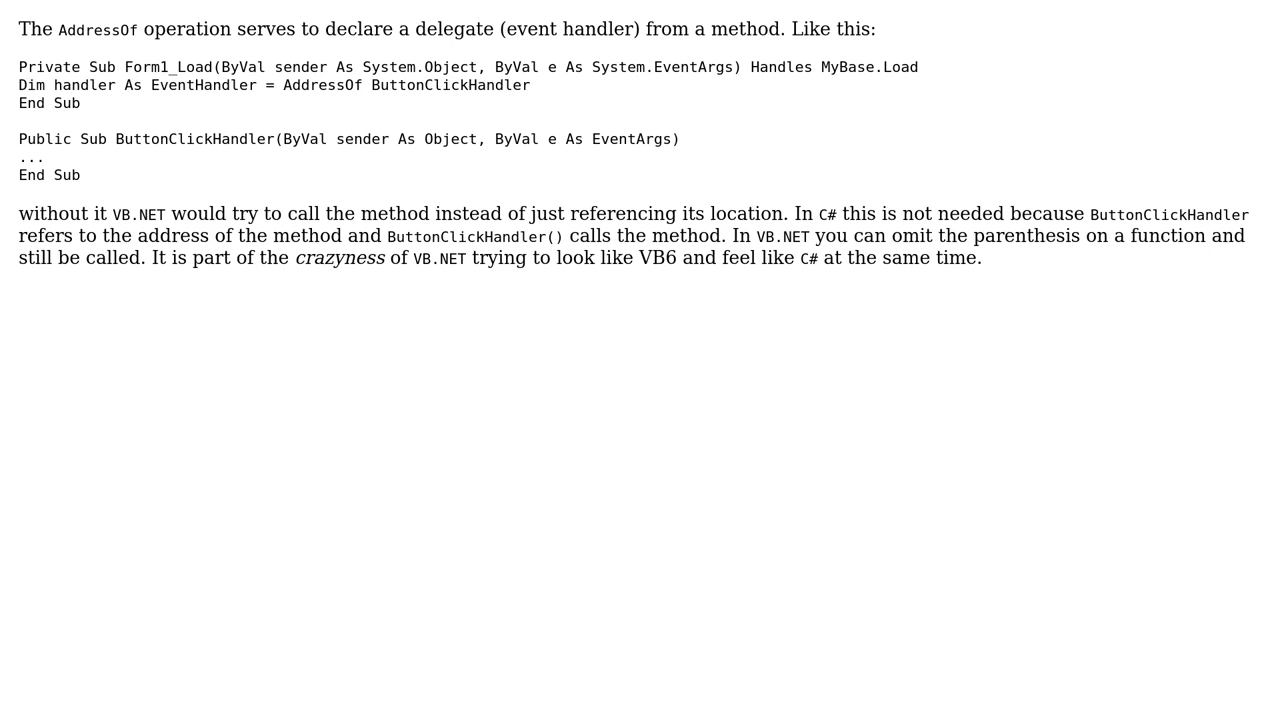 The AddressOf operation serves to declare a delegate (event handler) from a method. Like this:
Private Sub Form1_Load(ByVal sender As System.Object, ByVal e As System.EventArgs) Handles MyBase.Load
Dim handler As EventHandler = AddressOf ButtonClickHandler
End Sub
Public Sub ButtonClickHandler(ByVal sender As Object, ByVal e As EventArgs)
...
End Sub
without it VB.NET would try to call the method instead of just referencing its location. In C# this is not needed because ButtonClickHandler
refers to the address of the method and ButtonClickHandler() calls the method. In VB.NET you can omit the parenthesis on a function and
still be called. It is part of the crazyness of VB.NET trying to look like VB6 and feel like C# at the same time.